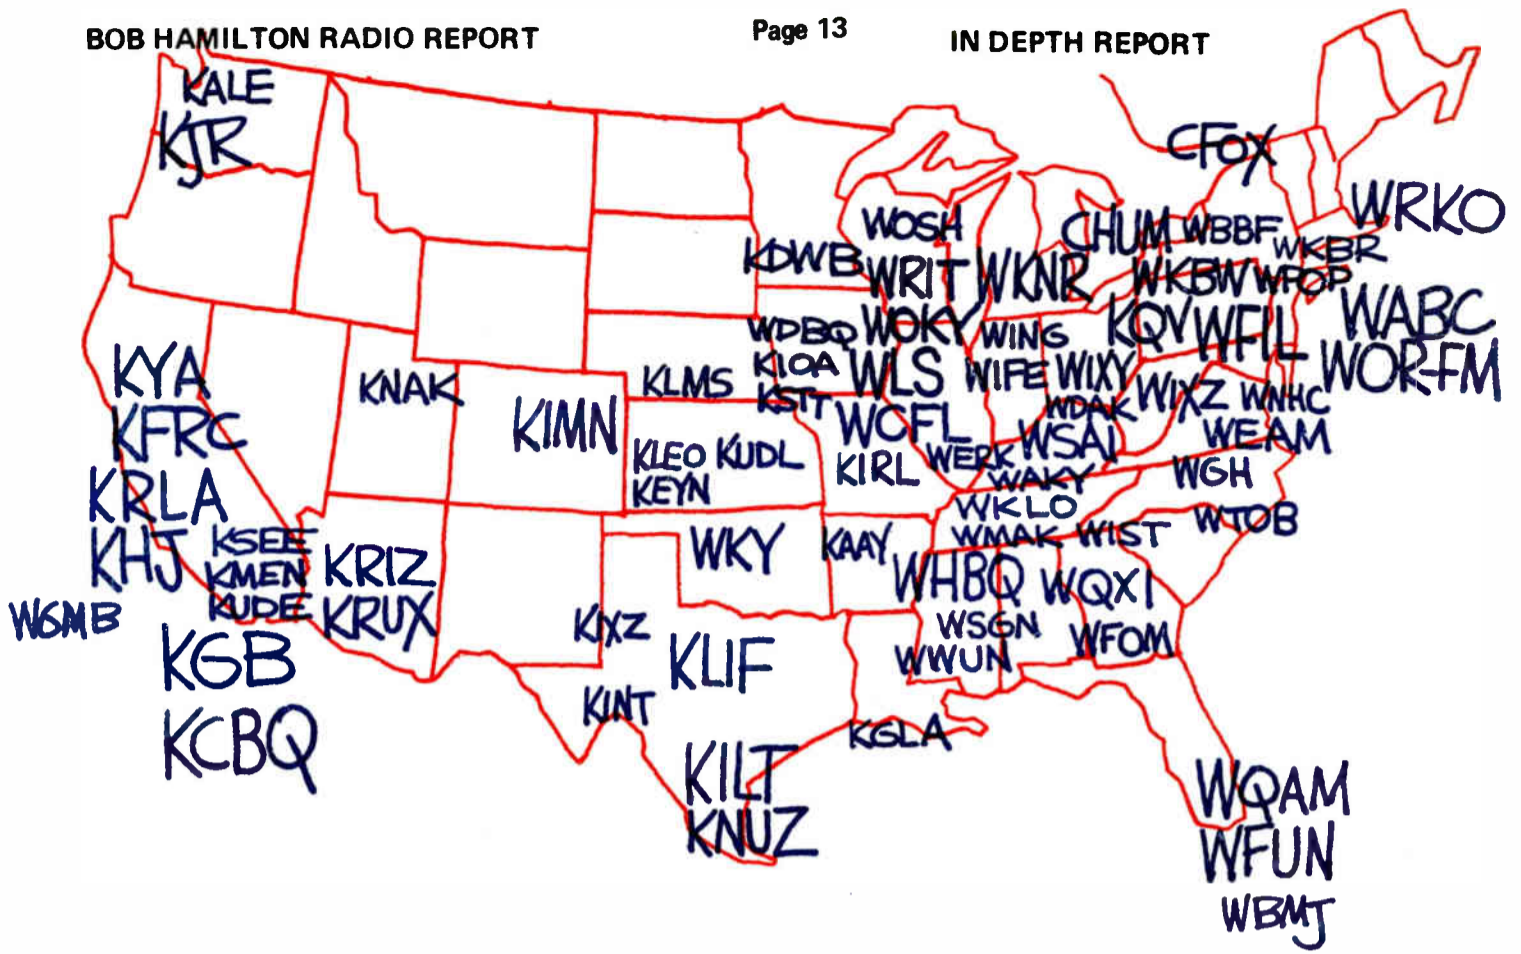 BOB HAMILTON RADIO REPORT
Page 13
IN DEPTH REPORT
KALE
KJR
CFOX
WRKO
WOSH
CHUM
WBBF
WKBR
KDWB
WRIT
WKNR
WKBW
WPOP
WABC
WDBQ
WOKY
WING
KQV
WFIL
WOR-FM
KYA
KNAK
KLMS
KIOA
WLS
WIFE
WIXY
WIXZ
WNHC
KFRC
KIMN
KSTT
WCFL
WDAK
WSAI
WEAM
KLEO
KUDL
KEYN
KIRL
WERK
WAKY
WGH
KRLA
WKLO
WTOB
KHJ
KSEE
KMEN
KUDE
KRIZ
KRUX
WKY
KAAY
WMAK
WIST
WHBQ
WQXI
WGMB
KIXZ
WSGN
WFOM
KGB
KLIF
WWUN
KCBQ
KINT
KGLA
KILT
KNUZ
WQAM
WFUN
WBMJ